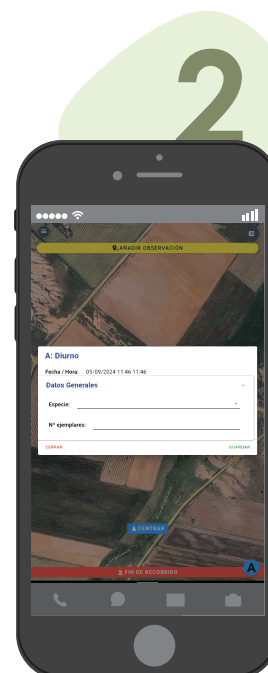 2
AÑADIR OBSERVACIÓN
A: Diurno
Fecha / Hora: 05/09/2024 11:46 11:46
Datos Generales
Especie:
Nº ejemplares:
CERRAR GUARDAR
CENTRAR
A
FIN DE RECORRIDO